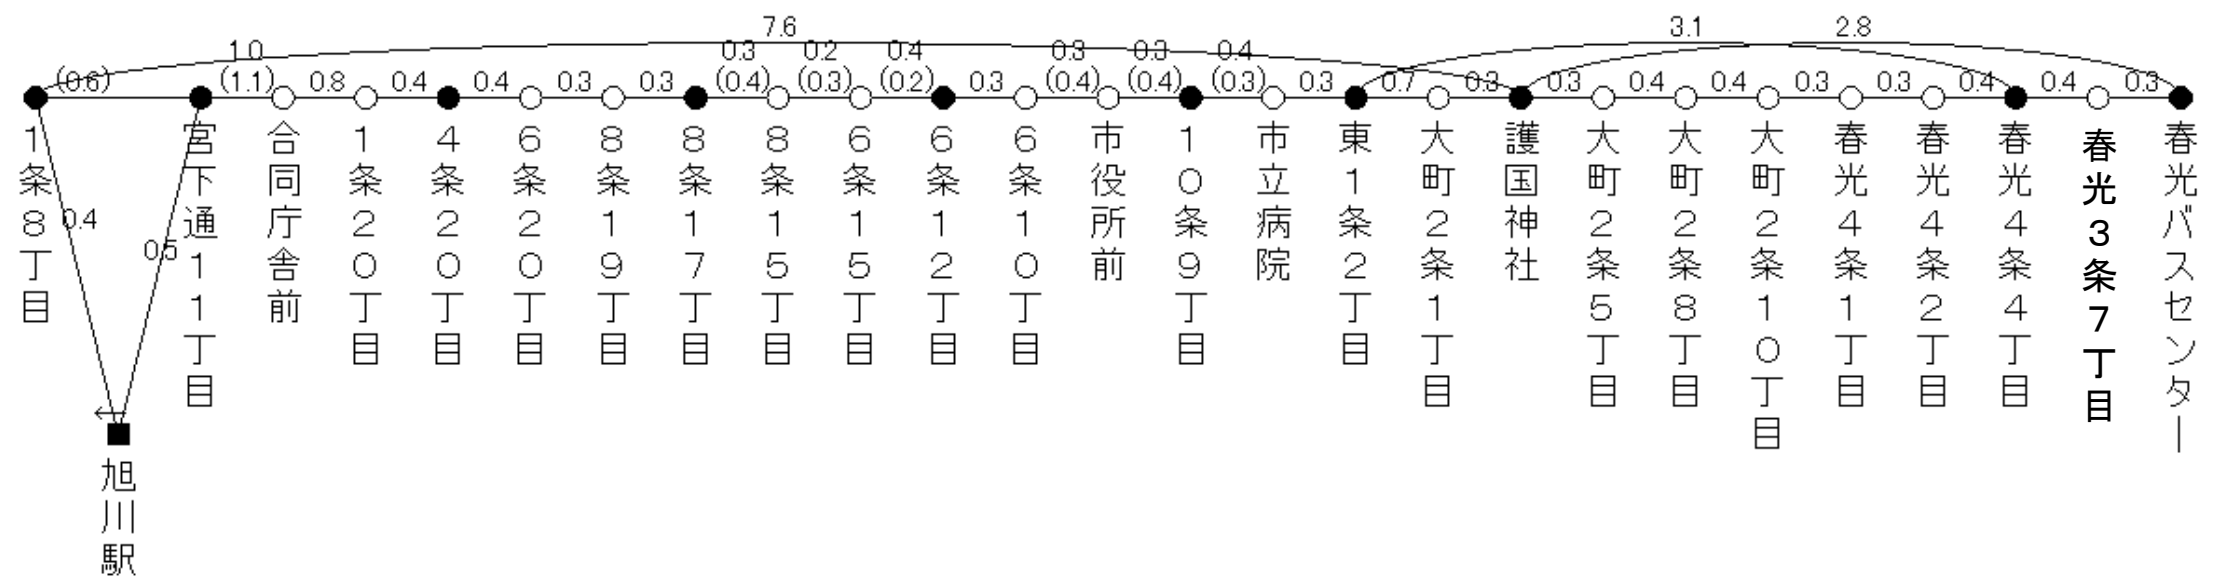 7.6
3.1
2.8
1.0
0.3
0.2
0.4
0.3
0.3
0.4
(0.6)
(1.1)
0.8
0.4
0.4
0.3
0.3
(0.4)
(0.3)
(0.2)
0.3
(0.4)
(0.4)
(0.3)
0.3
0.7
0.3
0.3
0.4
0.4
0.3
0.3
0.4
0.4
0.3
1条8丁目
宮下通11丁目
合同庁舎前
1条20丁目
4条20丁目
6条20丁目
8条19丁目
8条17丁目
8条15丁目
6条15丁目
6条12丁目
6条10丁目
市役所前
10条9丁目
市立病院
東1条2丁目
大町2条1丁目
護国神社
大町2条5丁目
大町2条8丁目
大町2条10丁目
春光4条1丁目
春光4条2丁目
春光4条4丁目
春光3条7丁目
春光バスセンター
0.4
0.5
←
旭川駅